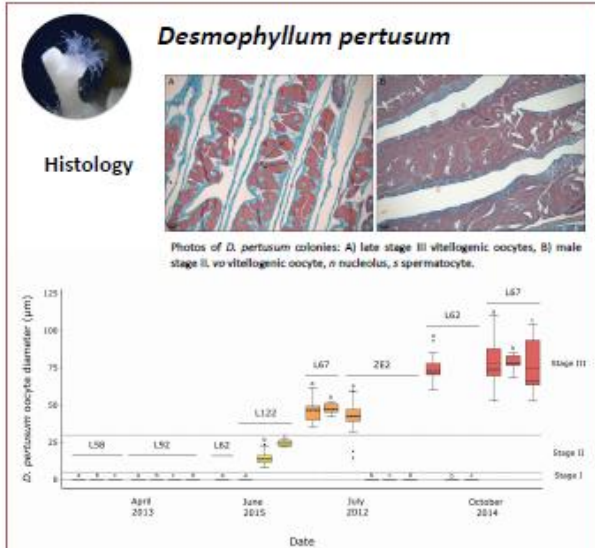 Desmophyllum pertusum
Histology
A
B
Photos of D. pertusum colonies: A) late stage III vitellogenic oocytes, B) male
stage II. vo vitellogenic oocyte, n nucleolus, s spermatocyte.
D. pertusum oocyte diameter (μm)
125
100
75
50
25
0
L58
L92
L62
L122
L67
ZE2
L62
L67
Stage III
Stage II
Stage I
April
2013
June
2015
July
2012
October
2014
Date